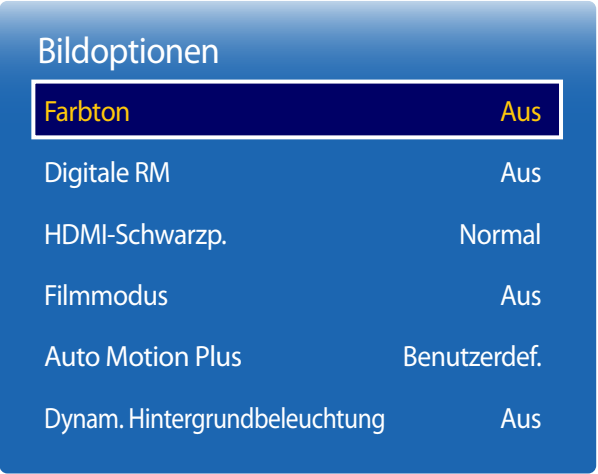 Bildoptionen
Farbton Aus
Digitale RM Aus
HDMI-Schwarzp. Normal
Filmmodus Aus
Auto Motion Plus Benutzerdef.
Dynam. Hintergrundbeleuchtung Aus